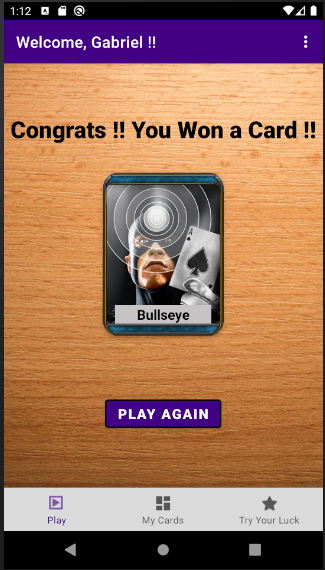 1:12
Welcome, Gabriel !!
Congrats !! You Won a Card !!
A
Bullseye
PLAY AGAIN
Play
My Cards
Try Your Luck